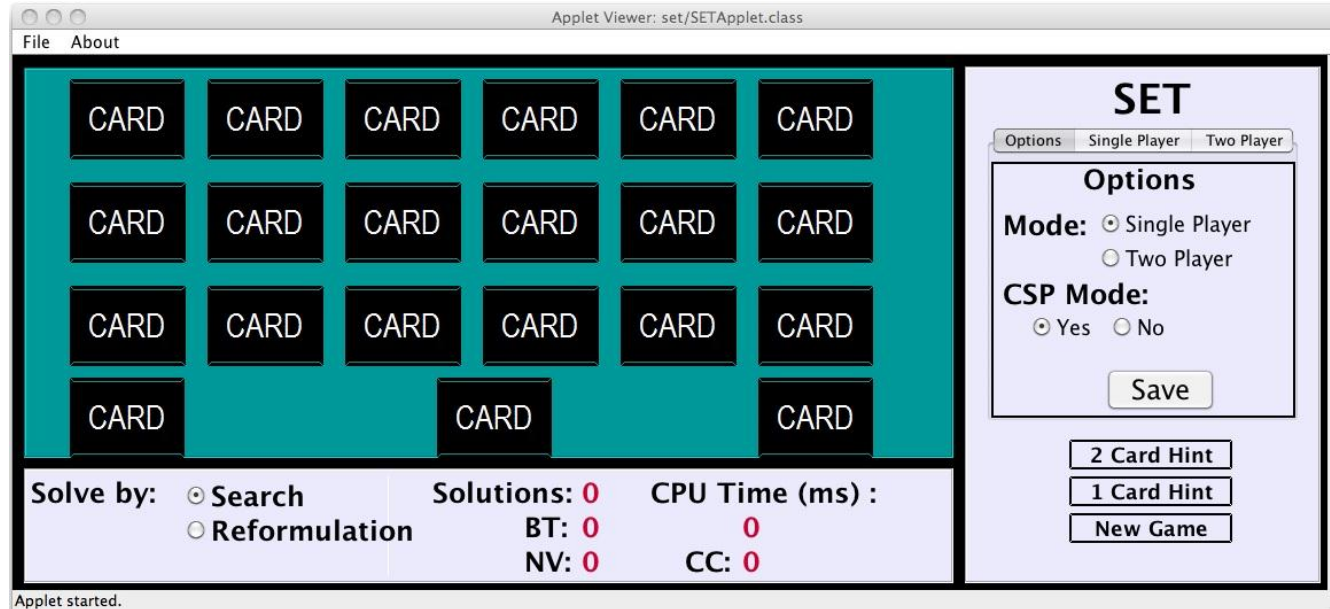 Applet Viewer: set/SETApplet.class
File About
CARD CARD CARD CARD CARD CARD
CARD CARD CARD CARD CARD CARD
CARD CARD CARD CARD CARD CARD
CARD CARD CARD
Solve by: Search
Reformulation
Solutions: 0
BT: 0
NV: 0
CPU Time (ms) :
0
CC: 0
SET
Options Single Player Two Player
Options
Mode: Single Player
Two Player
CSP Mode:
Yes No
Save
2 Card Hint
1 Card Hint
New Game
Applet started.